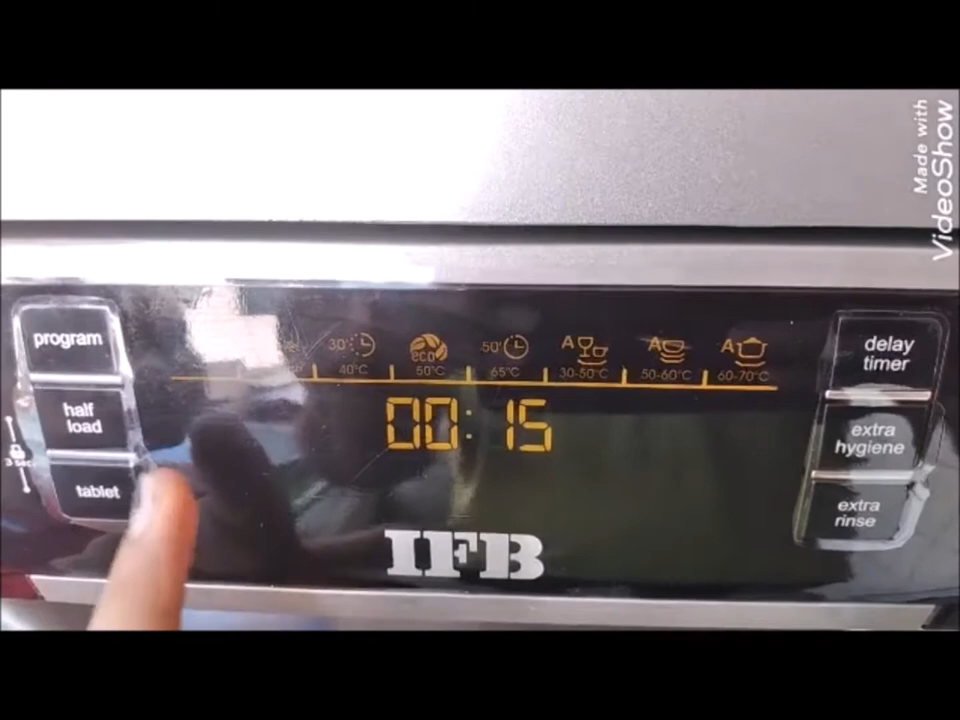 Made with
VideoShow
program
half
load
tablet
3 sec.
30'
40°C
eco
50°C
50'
65°C
A
30-50°C
A
50-60°C
A
60-70°C
00:15
IFB
delay
timer
extra
hygiene
extra
rinse